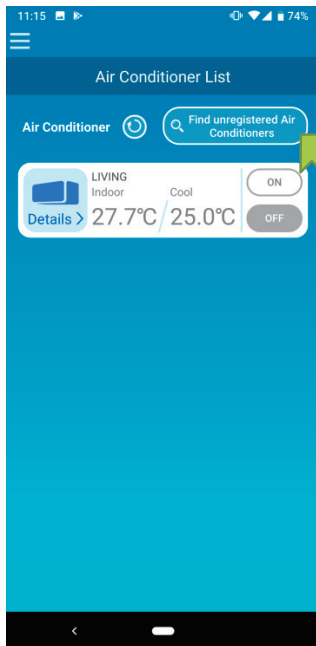 11:15 74%
Air Conditioner List
Air Conditioner
Find unregistered Air
Conditioners
LIVING
Indoor Cool
27.7℃ 25.0℃
Details >
ON
OFF